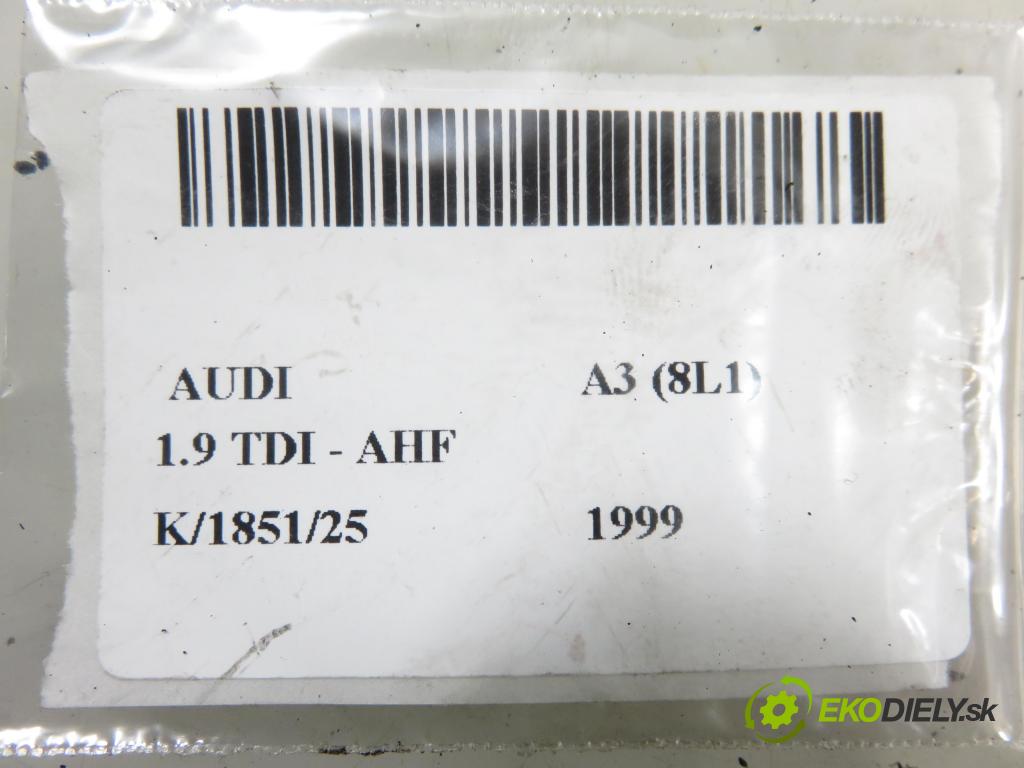 AUDI A3 (8L1)
1.9 TDI - AHF
K/1851/25 1999
EKODIELY.sk